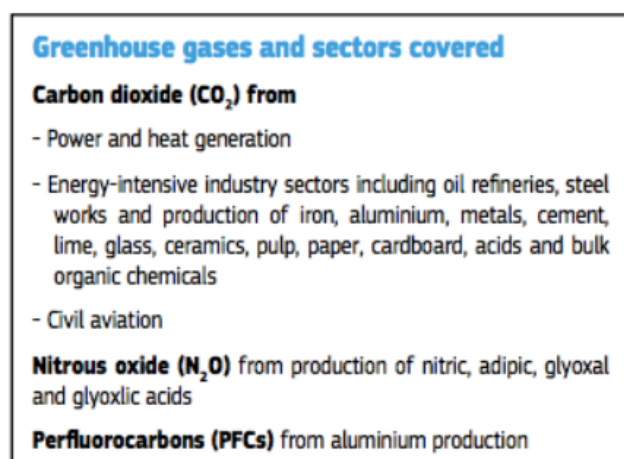 Greenhouse gases and sectors covered
Carbon dioxide (CO₂) from
- Power and heat generation
- Energy-intensive industry sectors including oil refineries, steel
works and production of iron, aluminium, metals, cement,
lime, glass, ceramics, pulp, paper, cardboard, acids and bulk
organic chemicals
- Civil aviation
Nitrous oxide (N₂O) from production of nitric, adipic, glyoxal
and glyoxlic acids
Perfluorocarbons (PFCs) from aluminium production